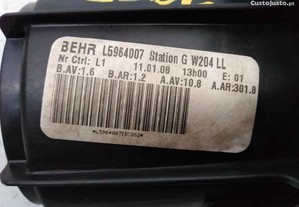 CustoJusto.pt
BEHR L5964007 Station G W204 LL
Nr Ctrl: L1 11.01.08 13h00 E: 01
B.AV:1.6 B.AR:1.2 A.AV:10.8 A.AR:301.8